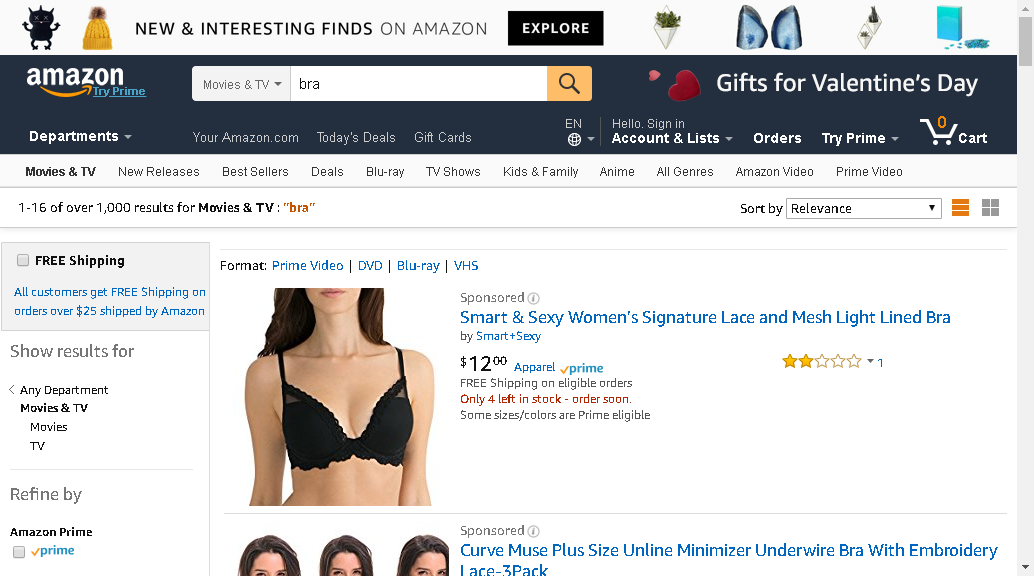 NEW & INTERESTING FINDS ON AMAZON EXPLORE
amazon
Try Prime
Movies & TV
bra
Gifts for Valentine's Day
Departments
Your Amazon.com
Today's Deals
Gift Cards
EN
Hello. Sign in
Account & Lists
Orders
Try Prime
0
Cart
Movies & TV New Releases Best Sellers Deals Blu-ray TV Shows Kids & Family Anime All Genres Amazon Video Prime Video
1-16 of over 1,000 results for Movies & TV : "bra"
Sort by Relevance
FREE Shipping
All customers get FREE Shipping on
orders over $25 shipped by Amazon
Show results for
Any Department
Movies & TV
Movies
TV
Refine by
Amazon Prime
prime
Format: Prime Video | DVD | Blu-ray | VHS
Sponsored
Smart & Sexy Women's Signature Lace and Mesh Light Lined Bra
by Smart+Sexy
$12 00 Apparel prime
1
FREE Shipping on eligible orders
Only 4 left in stock - order soon.
Some sizes/colors are Prime eligible
Sponsored
Curve Muse Plus Size Unline Minimizer Underwire Bra With Embroidery
Lace-3Pack